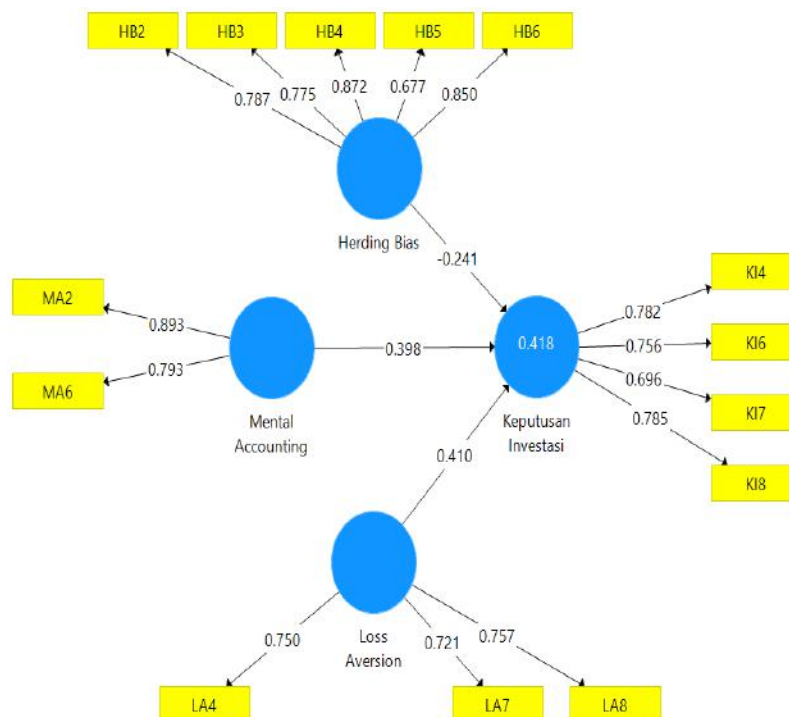 HB2 HB3 HB4 HB5 HB6
0.787 0.775 0.872 0.677 0.850
Herding Bias
-0.241
MA2
0.893
MA6
0.793
Mental
Accounting
0.398
0.418
Keputusan
Investasi
KI4
0.782
KI6
0.756
KI7
0.696
KI8
0.785
0.410
Loss
Aversion
0.750 0.721 0.757
LA4 LA7 LA8